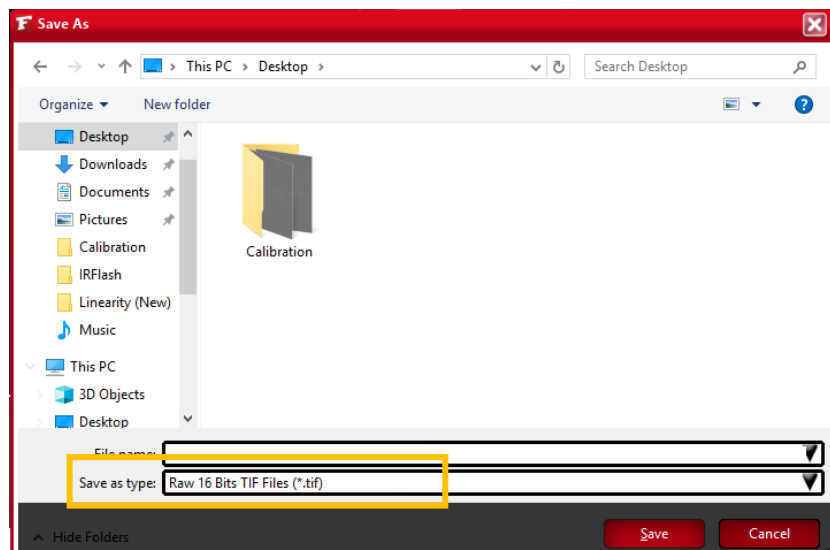 Save As
This PC > Desktop >
Search Desktop
Organize
New folder
?
Desktop
Downloads
Documents
Pictures
Calibration
IRFlash
Linearity (New)
Music
This PC
3D Objects
Desktop
Calibration
File name:
Save as type: Raw 16 Bits TIF Files (*.tif)
Hide Folders
Save
Cancel